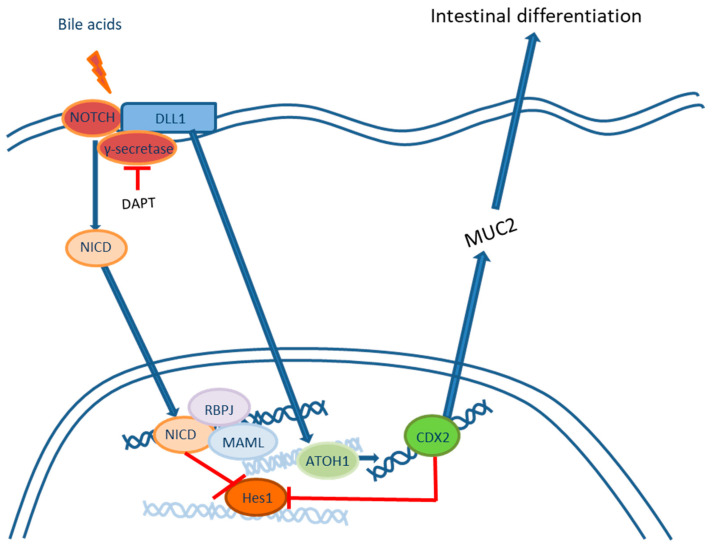 Intestinal differentiation
Bile acids
NOTCH
DLL1
γ-secretase
DAPT
NICD
MUC2
RBPJ
NICD
MAML
ATOH1
CDX2
Hes1